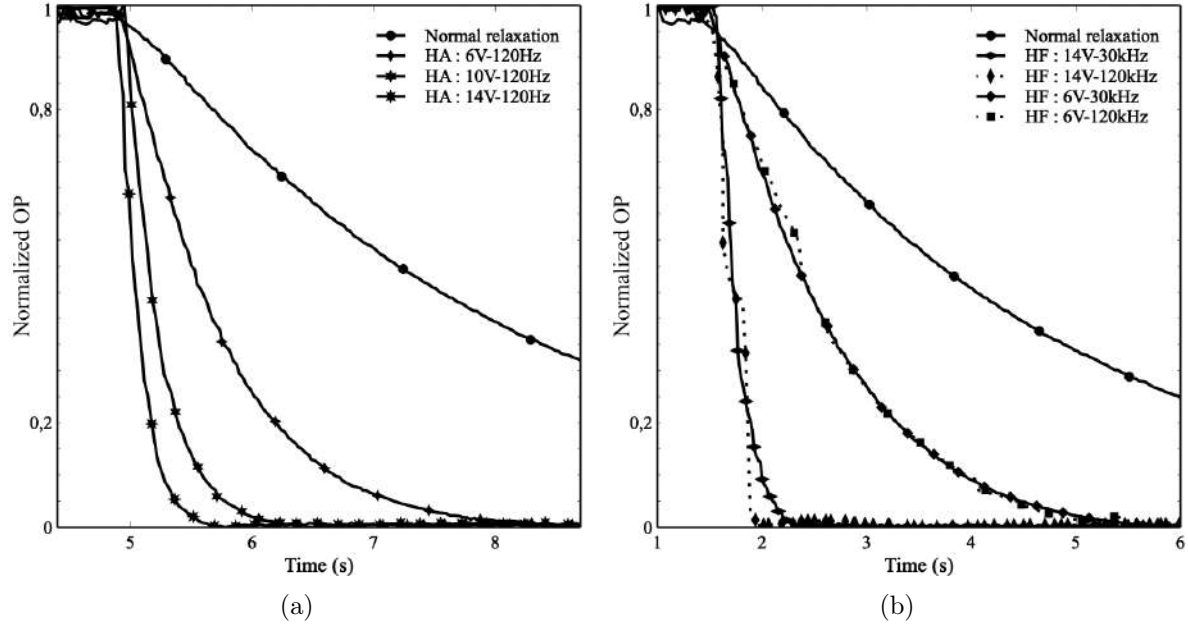 1
0,8
0,2
0
Normalized OP
Normal relaxation
HA : 6V-120Hz
HA : 10V-120Hz
HA : 14V-120Hz
5
6
7
8
Time (s)
(a)
1
0,8
0,2
0
Normalized OP
Normal relaxation
HF : 14V-30kHz
HF : 14V-120kHz
HF : 6V-30kHz
HF : 6V-120kHz
1
2
3
4
5
6
Time (s)
(b)